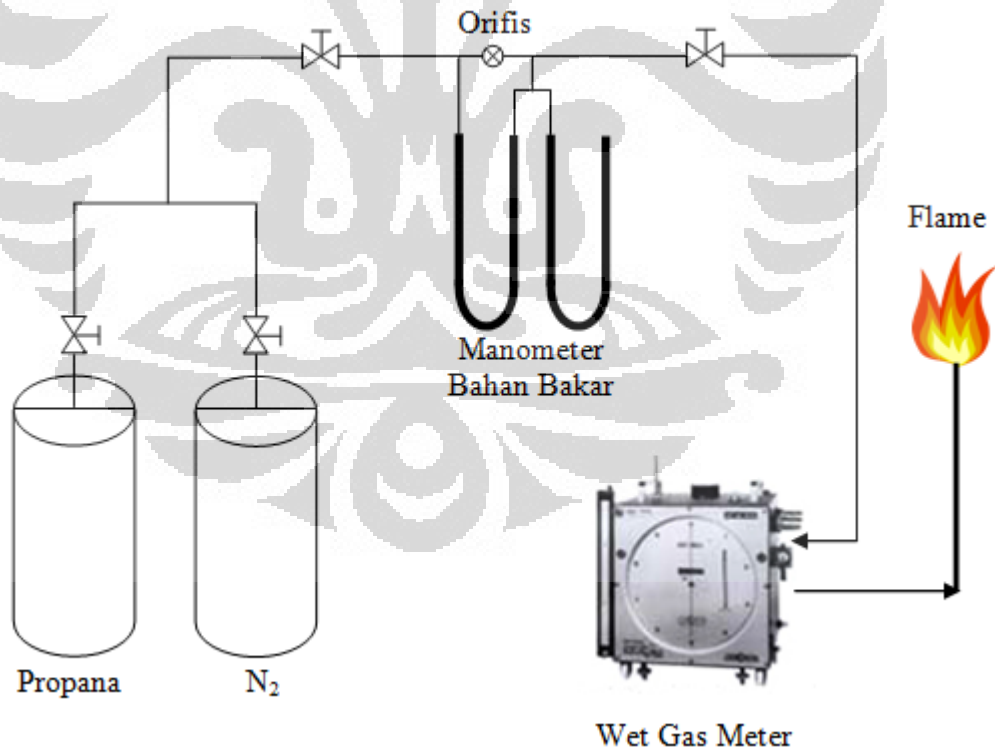 Orifis
Flame
Manometer
Bahan Bakar
Propana
N₂
Wet Gas Meter